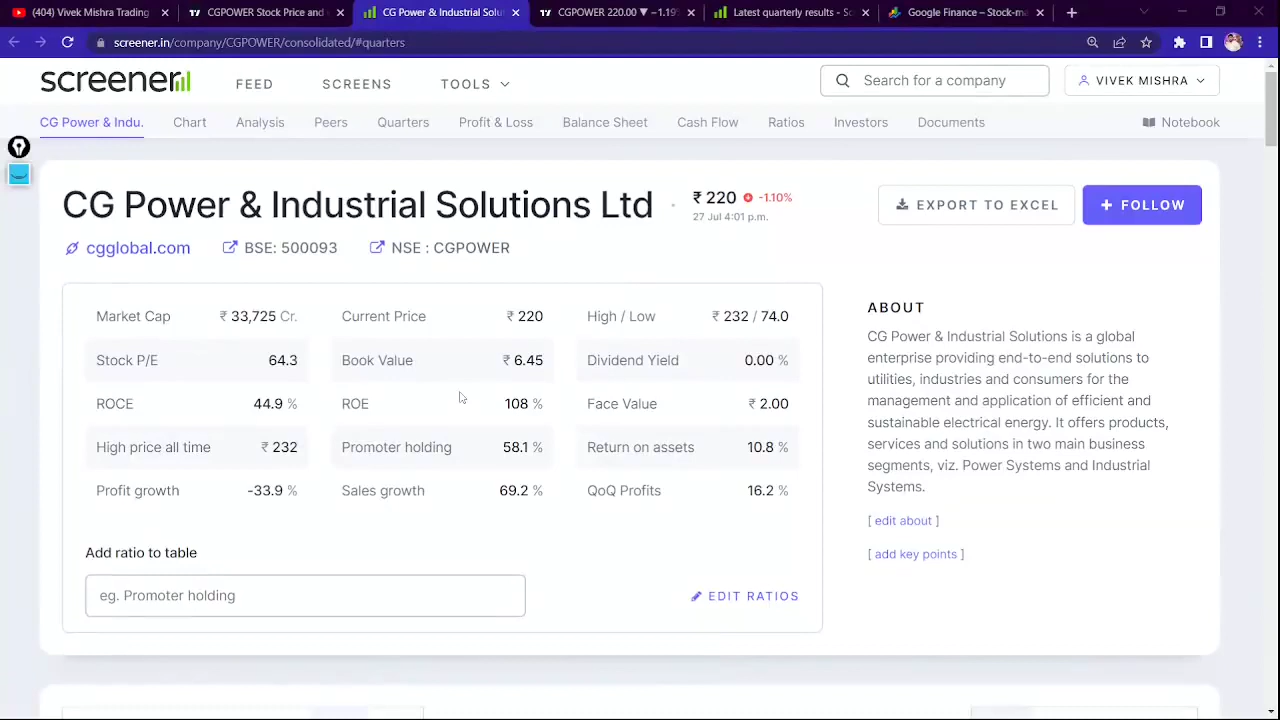 (404) Vivek Mishra Trading
CGPOWER Stock Price and
CG Power & Industrial Solu
CGPOWER 220.00 ▼ −1.19%
Latest quarterly results - Sc
Google Finance – Stock-ma
screener.in/company/CGPOWER/consolidated/#quarters
screener
FEED
SCREENS
TOOLS
Search for a company
VIVEK MISHRA
CG Power & Indu.
Chart
Analysis
Peers
Quarters
Profit & Loss
Balance Sheet
Cash Flow
Ratios
Investors
Documents
Notebook
CG Power & Industrial Solutions Ltd
₹ 220 -1.10%
27 Jul 4:01 p.m.
EXPORT TO EXCEL
+ FOLLOW
cgglobal.com
BSE: 500093
NSE : CGPOWER
Market Cap ₹ 33,725 Cr.
Current Price ₹ 220
High / Low ₹ 232 / 74.0
Stock P/E 64.3
Book Value ₹ 6.45
Dividend Yield 0.00 %
ROCE 44.9 %
ROE 108 %
Face Value ₹ 2.00
High price all time ₹ 232
Promoter holding 58.1 %
Return on assets 10.8 %
Profit growth -33.9 %
Sales growth 69.2 %
QoQ Profits 16.2 %
Add ratio to table
eg. Promoter holding
EDIT RATIOS
ABOUT
CG Power & Industrial Solutions is a global
enterprise providing end-to-end solutions to
utilities, industries and consumers for the
management and application of efficient and
sustainable electrical energy. It offers products,
services and solutions in two main business
segments, viz. Power Systems and Industrial
Systems.
[ edit about ]
[ add key points ]